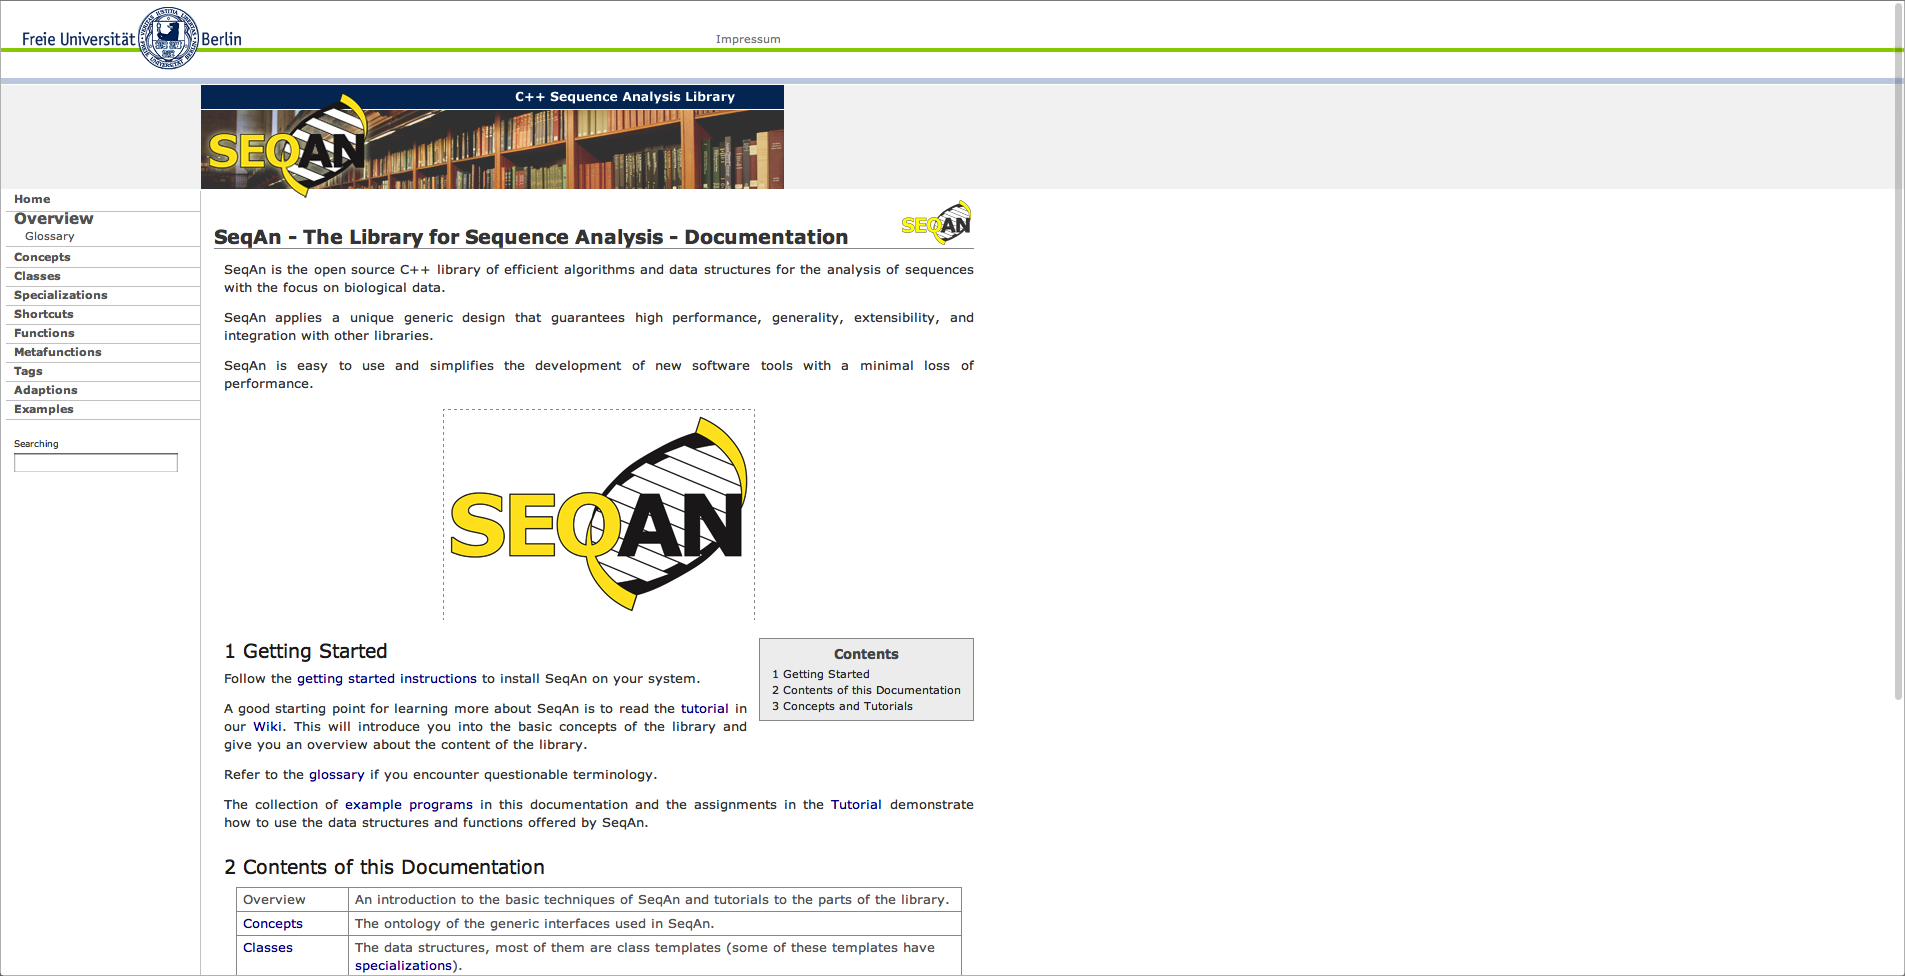 Freie Universität Berlin
Impressum
C++ Sequence Analysis Library
SEQAN
Home
Overview
Glossary
Concepts
Classes
Specializations
Shortcuts
Functions
Metafunctions
Tags
Adaptions
Examples
Searching
SEQAN
SeqAn - The Library for Sequence Analysis - Documentation
SeqAn is the open source C++ library of efficient algorithms and data structures for the analysis of sequences
with the focus on biological data.
SeqAn applies a unique generic design that guarantees high performance, generality, extensibility, and
integration with other libraries.
SeqAn is easy to use and simplifies the development of new software tools with a minimal loss of
performance.
SEQAN
1 Getting Started
Follow the getting started instructions to install SeqAn on your system.
A good starting point for learning more about SeqAn is to read the tutorial in
our Wiki. This will introduce you into the basic concepts of the library and
give you an overview about the content of the library.
Contents
1 Getting Started
2 Contents of this Documentation
3 Concepts and Tutorials
Refer to the glossary if you encounter questionable terminology.
The collection of example programs in this documentation and the assignments in the Tutorial demonstrate
how to use the data structures and functions offered by SeqAn.
2 Contents of this Documentation
Overview An introduction to the basic techniques of SeqAn and tutorials to the parts of the library.
Concepts The ontology of the generic interfaces used in SeqAn.
Classes The data structures, most of them are class templates (some of these templates have
specializations).